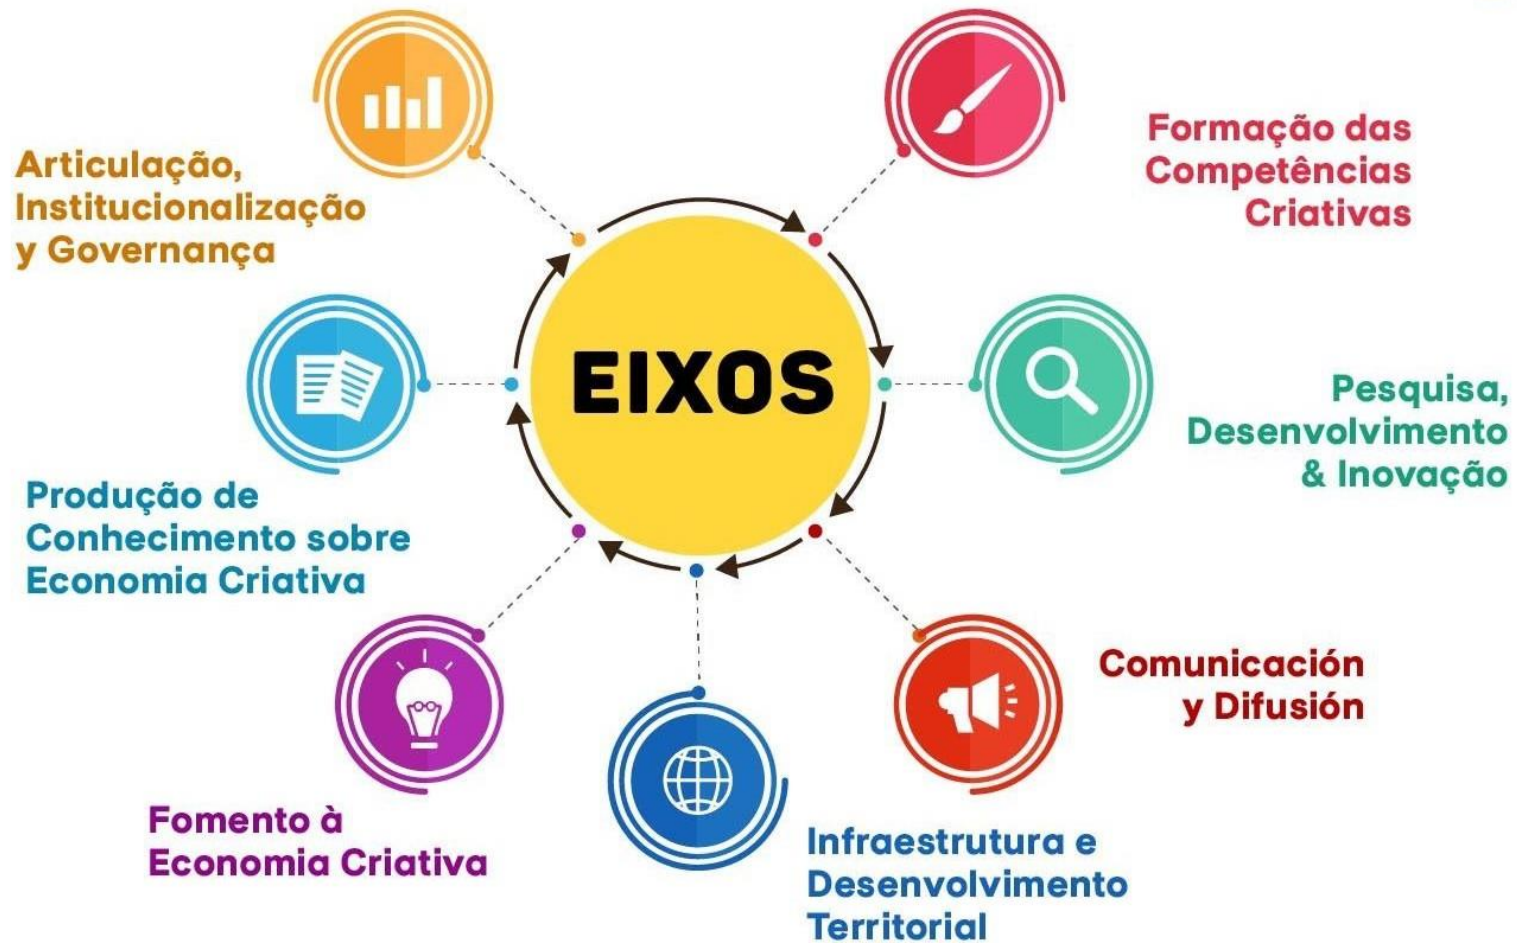 Articulação,
Institucionalização
y Governança
Formação das
Competências
Criativas
EIXOS
Pesquisa,
Desenvolvimento
& Inovação
Produção de
Conhecimento sobre
Economia Criativa
Comunicación
y Difusión
Fomento à
Economia Criativa
Infraestrutura e
Desenvolvimento
Territorial